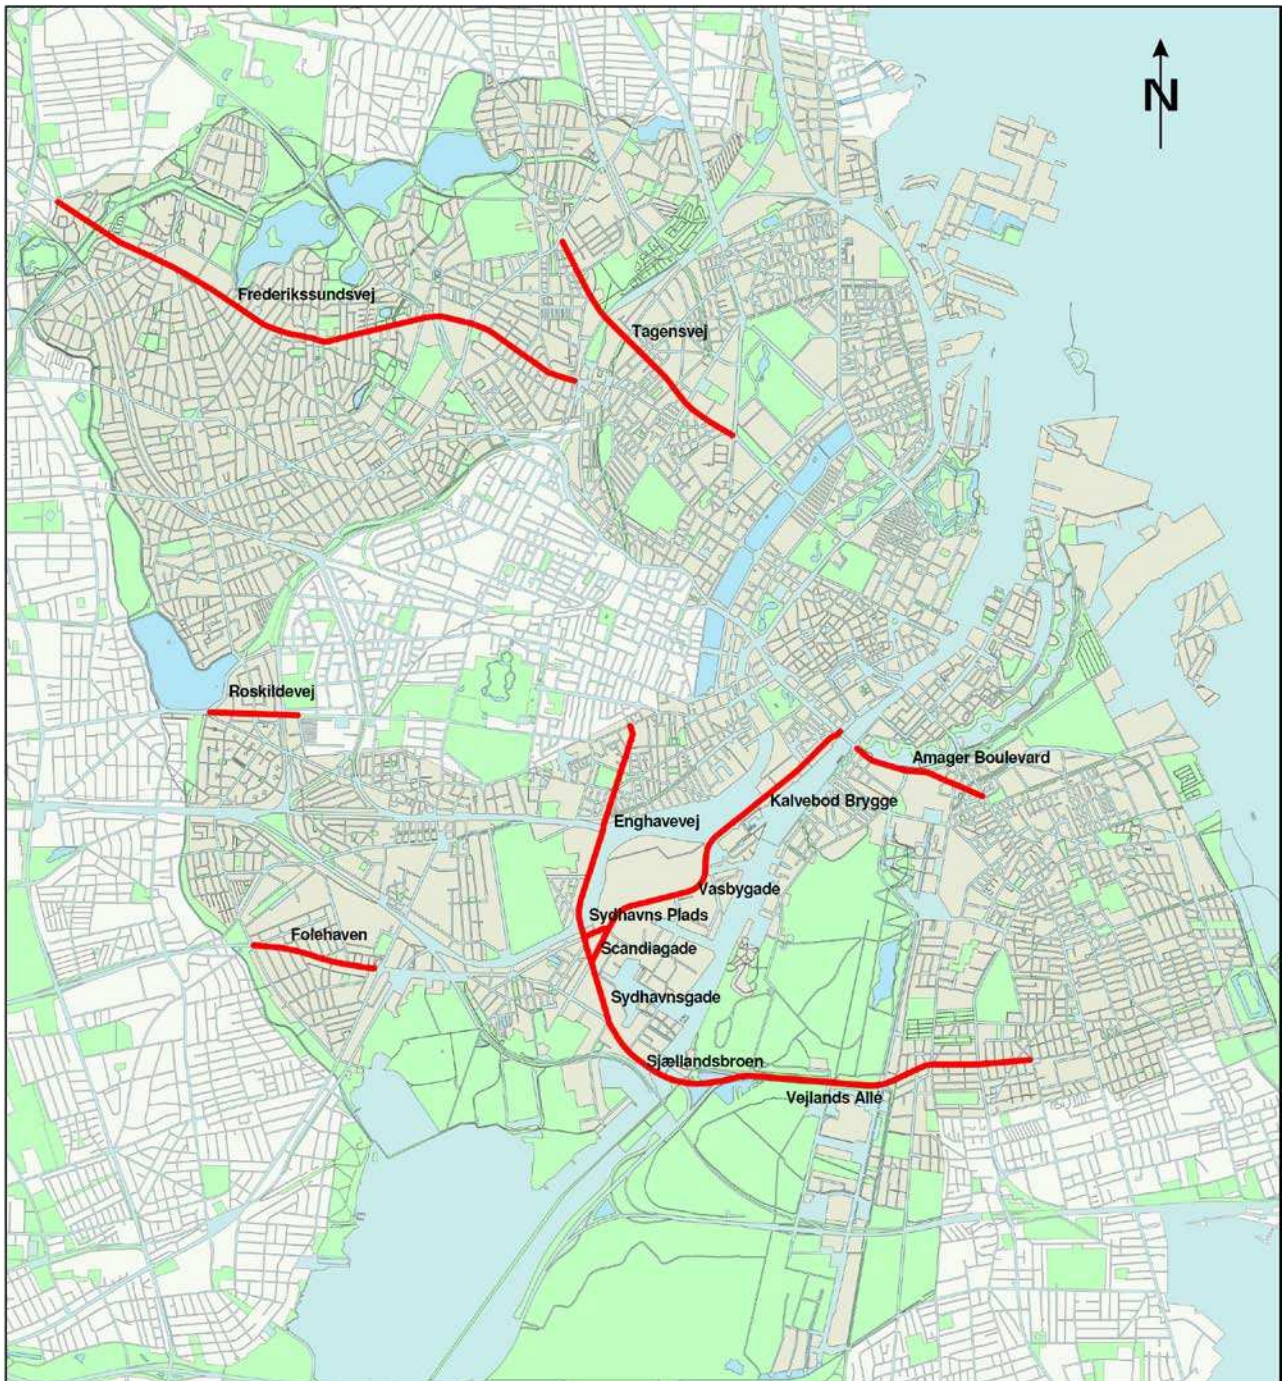 N
Frederikssundsvej
Tagensvej
Roskildevej
Amager Boulevard
Kalvebod Brygge
Enghavevej
Vasbygade
Sydhavns Plads
Folehaven
Scandiagade
Sydhavnsgade
Sjællandsbroen
Vejlands Allé